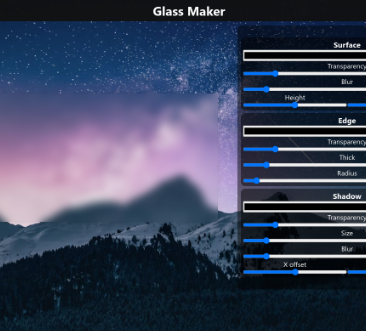 Glass Maker
Surface
Transparency
Blur
Height
Edge
Transparency
Thick
Radius
Shadow
Transparency
Size
Blur
X offset